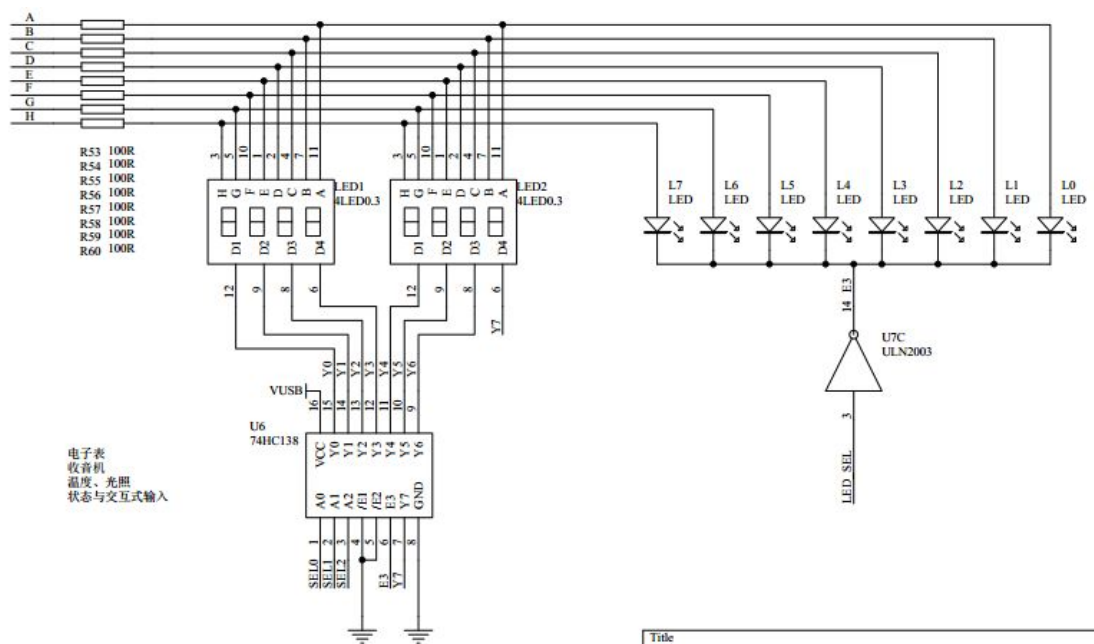 A
B
C
D
E
F
G
H
R53 100R
R54 100R
R55 100R
R56 100R
R57 100R
R58 100R
R59 100R
R60 100R
3 5 10 1 2 4 7 11
H G F E D C B A
LED1
4LED0.3
D1 D2 D3 D4
12 9 8 6
3 5 10 1 2 4 7 11
H G F E D C B A
LED2
4LED0.3
D1 D2 D3 D4
12 9 8 6
Y7
L7 L6 L5 L4 L3 L2 L1 L0
LED LED LED LED LED LED LED LED
E3
14
U7C
ULN2003
3
LED_SEL
Y0 Y1 Y2 Y3 Y4 Y5 Y6
VUSB
16 15 14 13 12 11 10 9
U6
74HC138
VCC Y0 Y1 Y2 Y3 Y4 Y5 Y6
A0 A1 A2 /E1 /E2 E3 Y7 GND
1 2 3 4 5 6 7 8
SEL0 SEL1 SEL2 E3 Y7
电子表
收音机
温度、光照
状态与交互式输入
Title